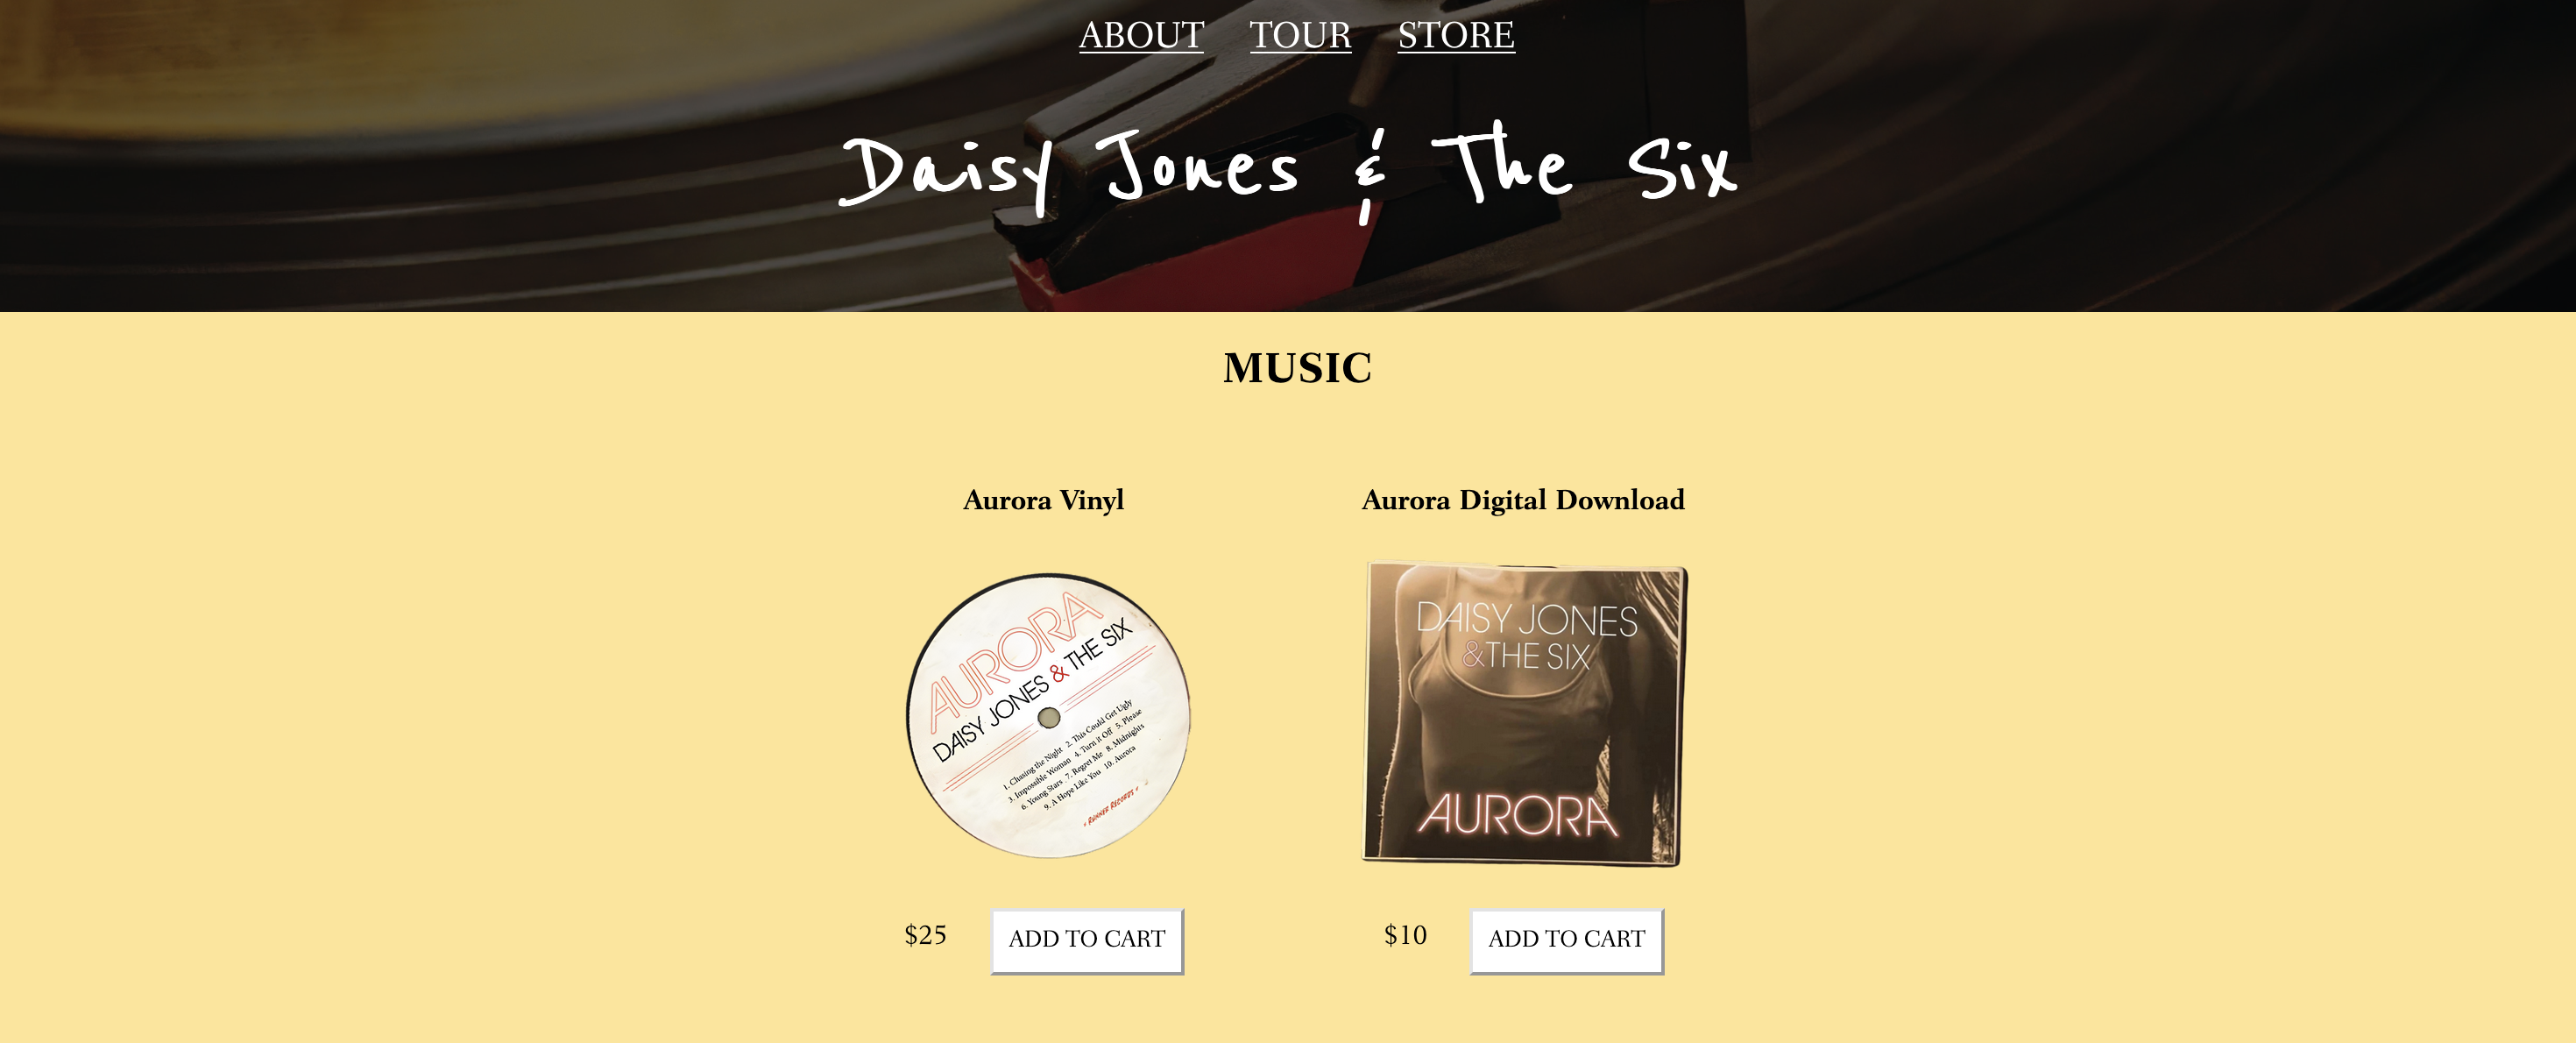 ABOUT TOUR STORE
Daisy Jones & The Six
MUSIC
Aurora Vinyl
Aurora Digital Download
AURORA
DAISY JONES & THE SIX
1. Chasing the Night 2. This Could Get Ugly
3. Impossible Woman 4. Turn it Off 5. Please
6. Young Stars 7. Regret Me 8. Midnights
9. A Hope Like You 10. Aurora
RUNNER RECORDS
DAISY JONES
&THE SIX
AURORA
$25 ADD TO CART
$10 ADD TO CART